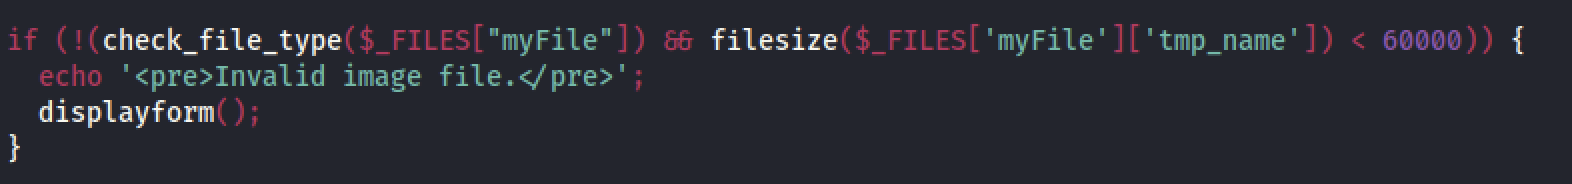 if (!(check_file_type($_FILES["myFile"]) && filesize($_FILES['myFile']['tmp_name']) < 60000)) {
  echo '<pre>Invalid image file.</pre>';
  displayform();
}